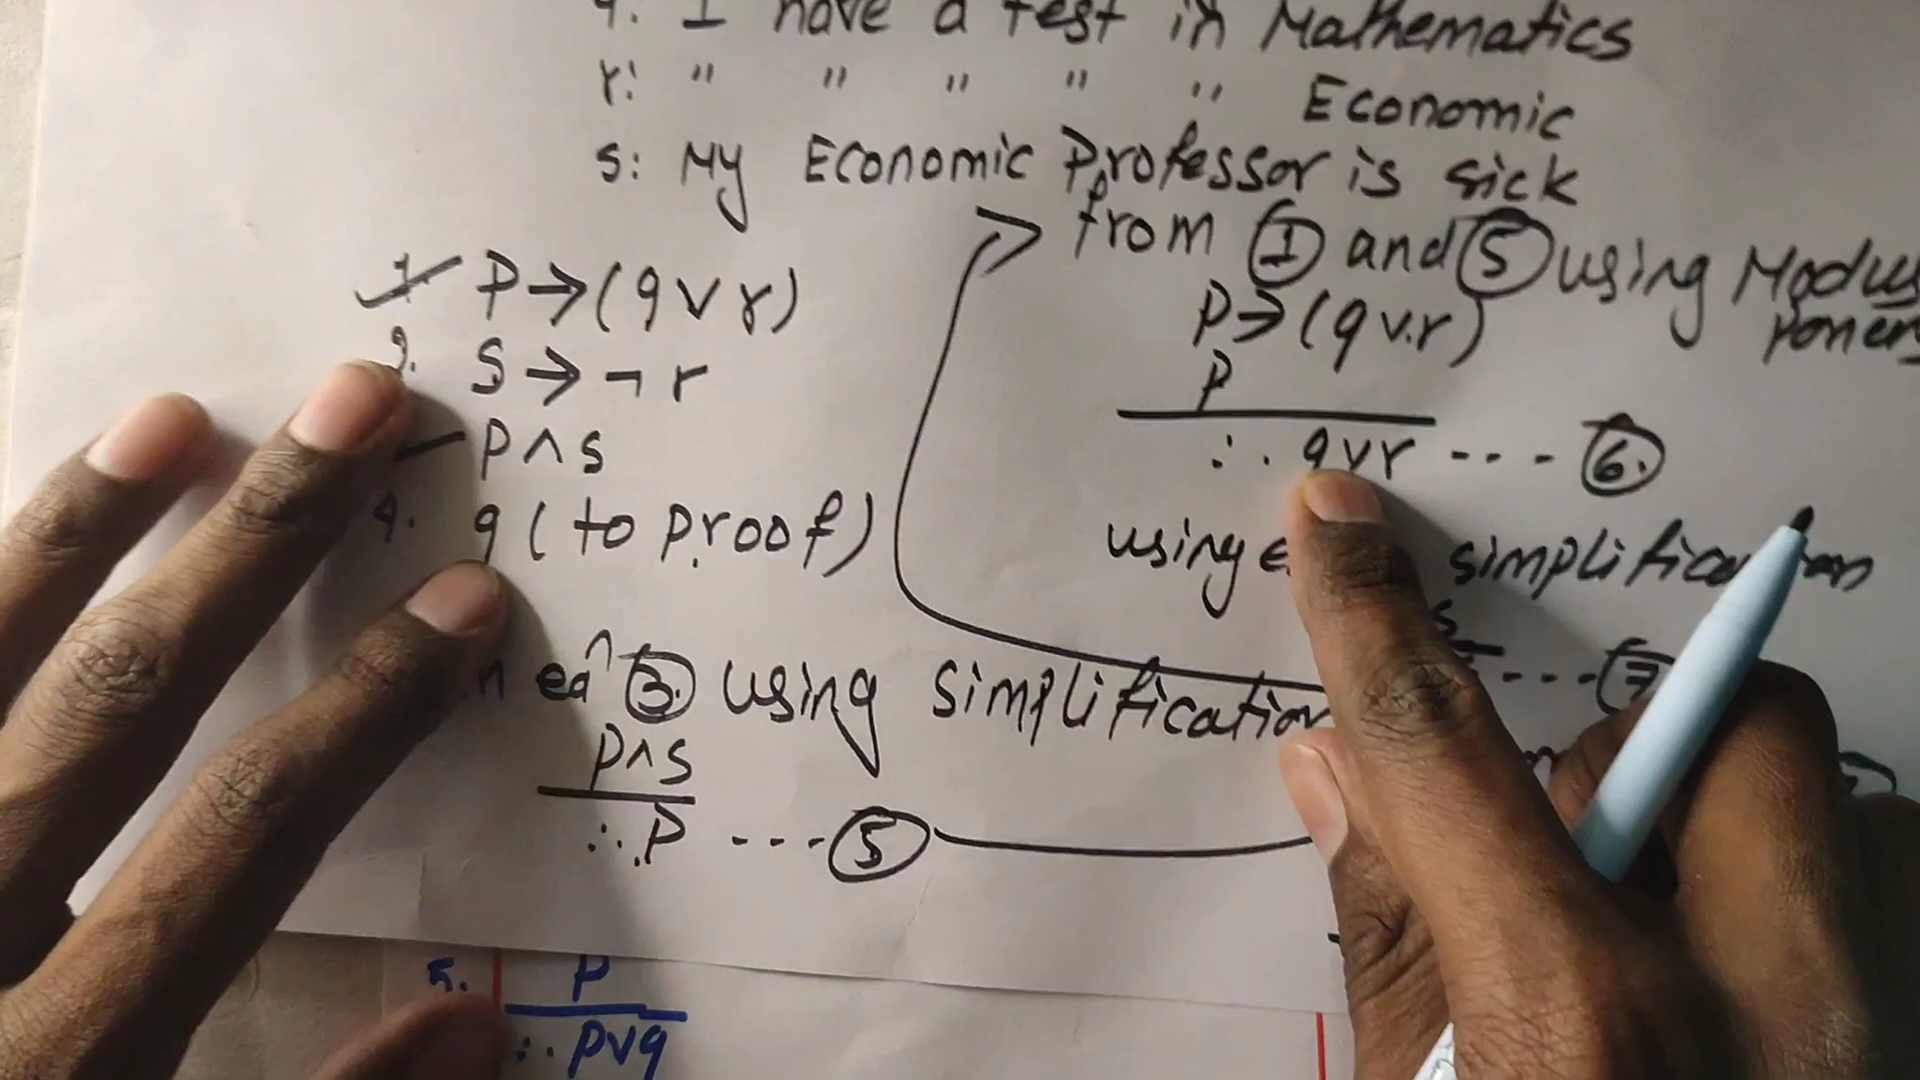 q: I have a test in Mathematics
r: " " " " " Economic
s: My Economic Professor is sick
1. P→(q∨r)
2. S→¬r
P∧s
4. q (to proof)
n eq^n ③ using Simplification
P∧s
∴ P ---- ⑤
from ① and ⑤ using Modus Ponens
P→(q∨r)
P
∴ q∨r ---- ⑥
using simplification
s
---- ⑦
5. P
∴ P∨q